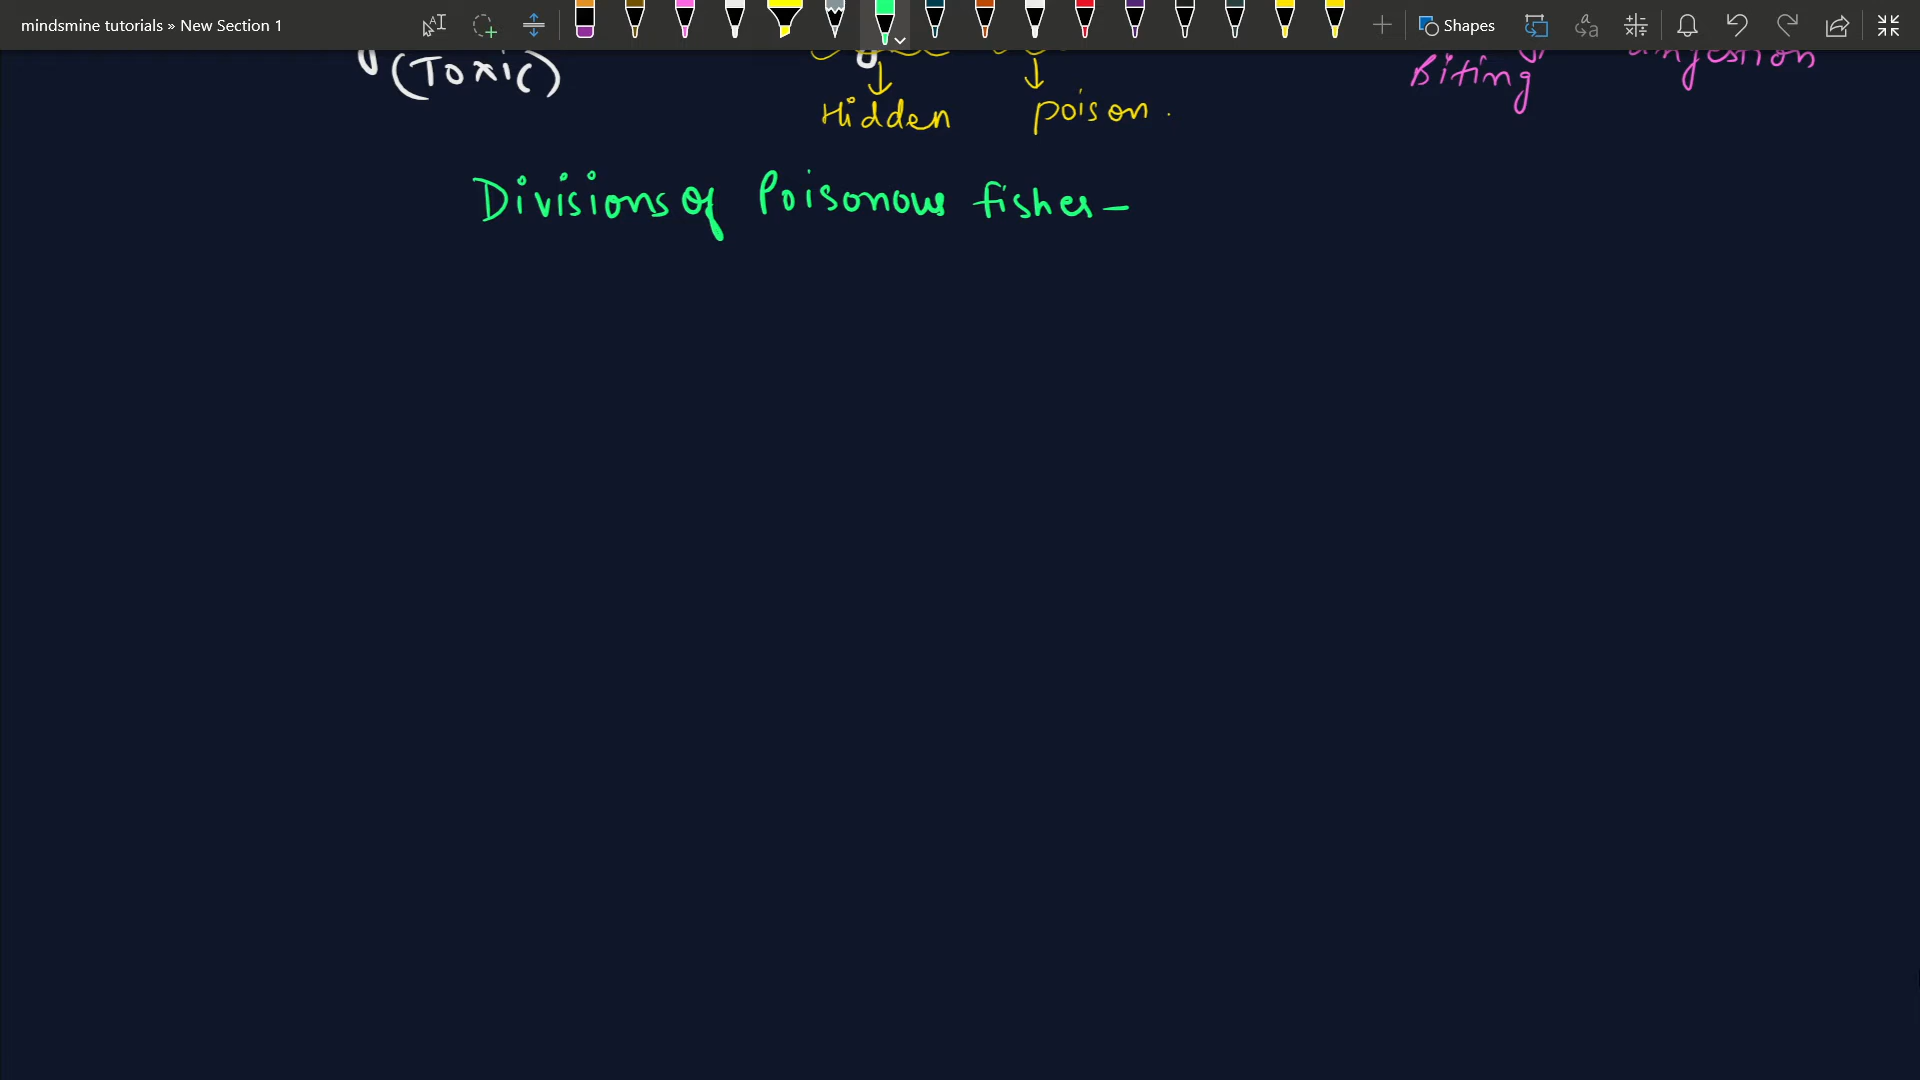 mindsmine tutorials » New Section 1
Shapes
(Toxic)
Hidden poison.
Biting
Divisions of Poisonous fishes-